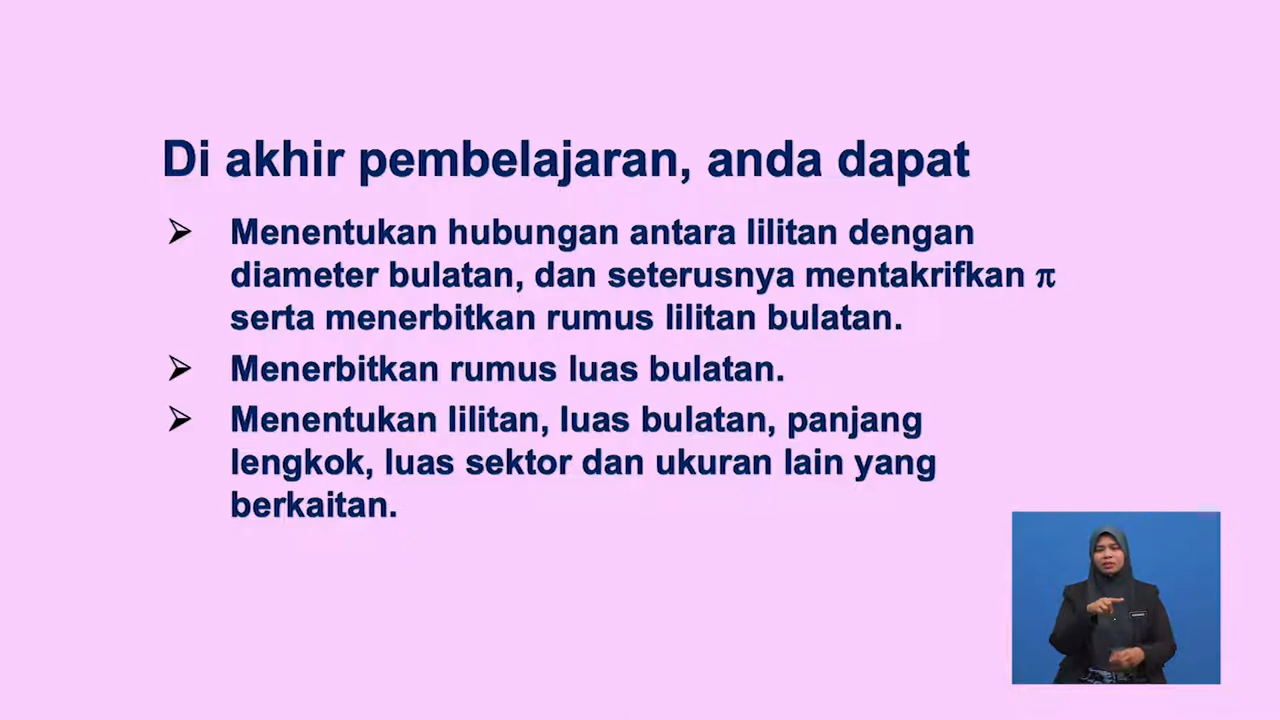 Di akhir pembelajaran, anda dapat
➢ Menentukan hubungan antara lilitan dengan
diameter bulatan, dan seterusnya mentakrifkan π
serta menerbitkan rumus lilitan bulatan.
➢ Menerbitkan rumus luas bulatan.
➢ Menentukan lilitan, luas bulatan, panjang
lengkok, luas sektor dan ukuran lain yang
berkaitan.